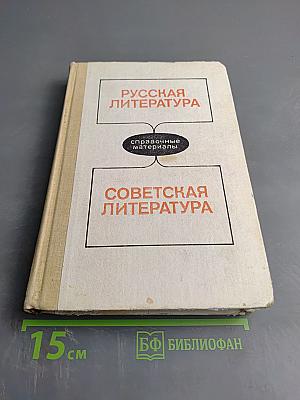 РУССКАЯ
ЛИТЕРАТУРА
справочные
материалы
СОВЕТСКАЯ
ЛИТЕРАТУРА
15 см
БФ БИБЛИОФАН